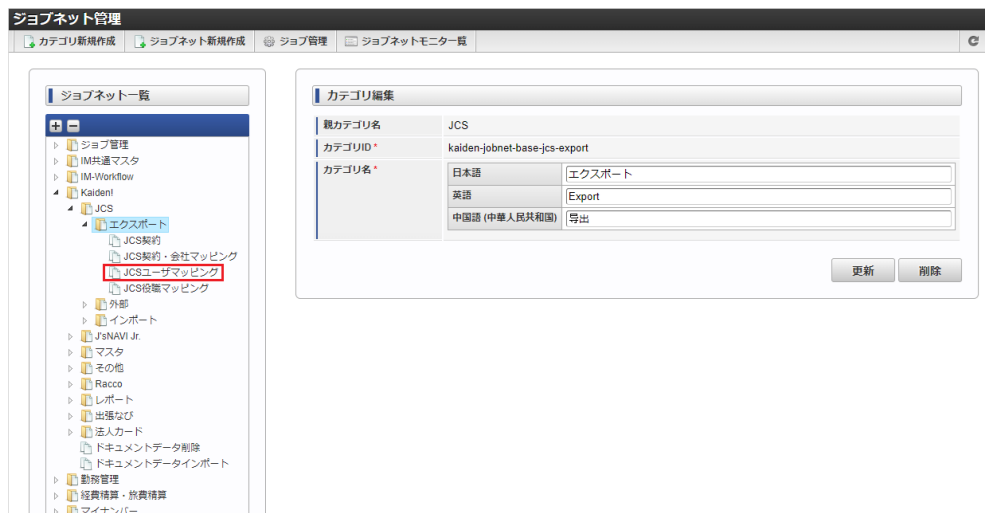 ジョブネット管理
カテゴリ新規作成 ジョブネット新規作成 ジョブ管理 ジョブネットモニタ一覧
ジョブネット一覧
ジョブ管理
IM共通マスタ
IM-Workflow
Kaiden!
JCS
エクスポート
JCS契約
JCS契約・会社マッピング
JCSユーザマッピング
JCS役職マッピング
外部
インポート
J'sNAVI Jr.
マスタ
その他
Racco
レポート
出張なび
法人カード
ドキュメントデータ削除
ドキュメントデータインポート
勤務管理
経費精算・旅費精算
マイナンバー
カテゴリ編集
親カテゴリ名 JCS
カテゴリID * kaiden-jobnet-base-jcs-export
カテゴリ名 * 日本語 エクスポート
英語 Export
中国語 (中華人民共和国) 导出
更新 削除